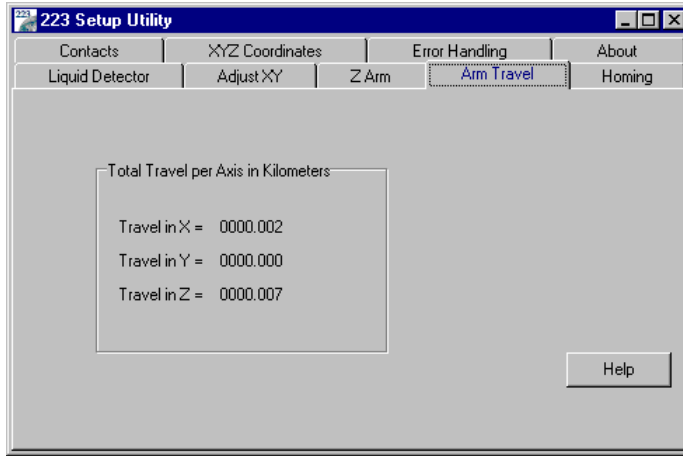 223 223 Setup Utility
Contacts XYZ Coordinates Error Handling About
Liquid Detector Adjust XY Z Arm Arm Travel Homing
Total Travel per Axis in Kilometers
Travel in X = 0000.002
Travel in Y = 0000.000
Travel in Z = 0000.007
Help